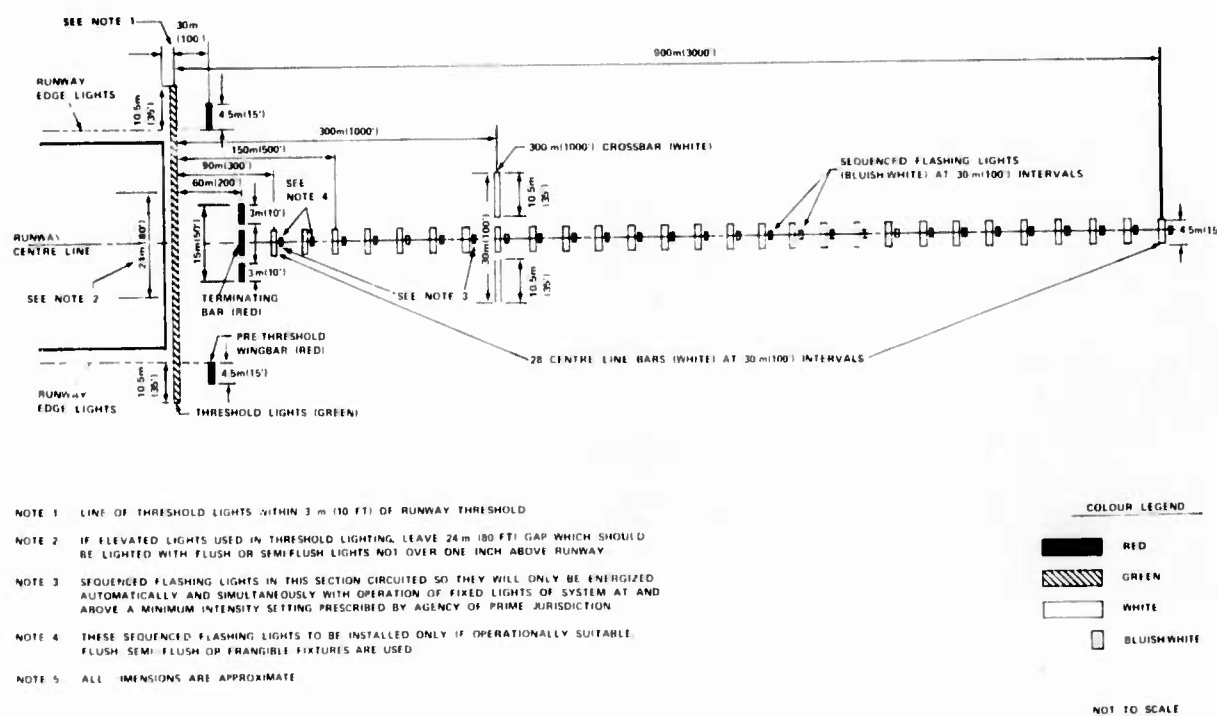 SEE NOTE 1
30m
(100')
900m(3000')
RUNWAY
EDGE LIGHTS
10.5m
(35')
4.5m(15')
300m(1000')
300 m(1000') CROSSBAR (WHITE)
150m(500')
90m(300')
SEE
NOTE 4
60m(200')
SEQUENCED FLASHING LIGHTS
(BLUISH WHITE) AT 30m(100') INTERVALS
3m(10')
10.5m
(35')
RUNWAY
CENTRE LINE
24m(80')
15m(50')
30m(100')
4.5m(15'
3m(10')
10.5m
(35')
SEE NOTE 2
SEE NOTE 3
TERMINATING
BAR (RED)
PRE THRESHOLD
WINGBAR (RED)
28 CENTRE LINE BARS (WHITE) AT 30 m(100') INTERVALS
4.5m(15')
10.5m
(35')
RUNWAY
EDGE LIGHTS
THRESHOLD LIGHTS (GREEN)
NOTE 1 LINE OF THRESHOLD LIGHTS WITHIN 3 m (10 FT) OF RUNWAY THRESHOLD
NOTE 2 IF ELEVATED LIGHTS USED IN THRESHOLD LIGHTING, LEAVE 24 m (80 FT) GAP WHICH SHOULD
BE LIGHTED WITH FLUSH OR SEMI FLUSH LIGHTS NOT OVER ONE INCH ABOVE RUNWAY
NOTE 3 SEQUENCED FLASHING LIGHTS IN THIS SECTION CIRCUITED SO THEY WILL ONLY BE ENERGIZED
AUTOMATICALLY AND SIMULTANEOUSLY WITH OPERATION OF FIXED LIGHTS OF SYSTEM AT AND
ABOVE A MINIMUM INTENSITY SETTING PRESCRIBED BY AGENCY OF PRIME JURISDICTION
NOTE 4 THESE SEQUENCED FLASHING LIGHTS TO BE INSTALLED ONLY IF OPERATIONALLY SUITABLE
FLUSH SEMI FLUSH OR FRANGIBLE FIXTURES ARE USED
NOTE 5 ALL IMENSIONS ARE APPROXIMATE
COLOUR LEGEND
RED
GREEN
WHITE
BLUISH WHITE
NOT TO SCALE